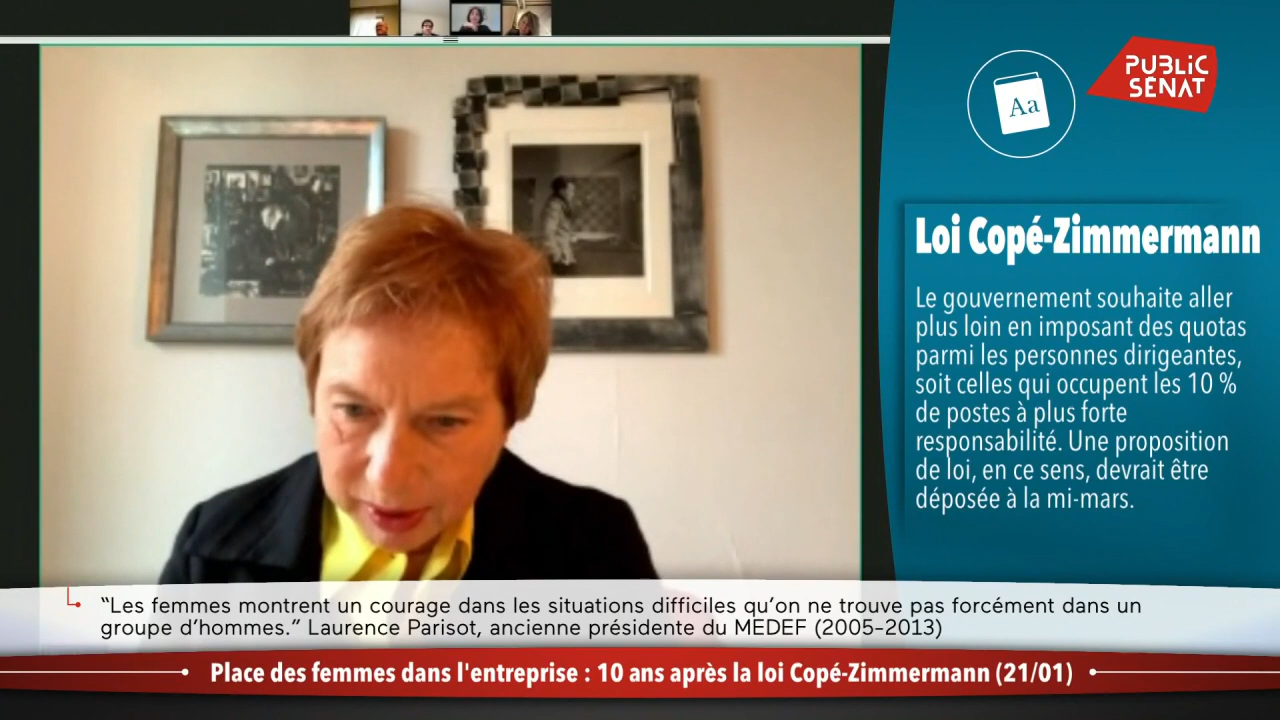 Aa
PUBLIC
SÉNAT
Loi Copé-Zimmermann
Le gouvernement souhaite aller
plus loin en imposant des quotas
parmi les personnes dirigeantes,
soit celles qui occupent les 10 %
de postes à plus forte
responsabilité. Une proposition
de loi, en ce sens, devrait être
déposée à la mi-mars.
“Les femmes montrent un courage dans les situations difficiles qu’on ne trouve pas forcément dans un
groupe d’hommes.” Laurence Parisot, ancienne présidente du MEDEF (2005-2013)
Place des femmes dans l'entreprise : 10 ans après la loi Copé-Zimmermann (21/01)